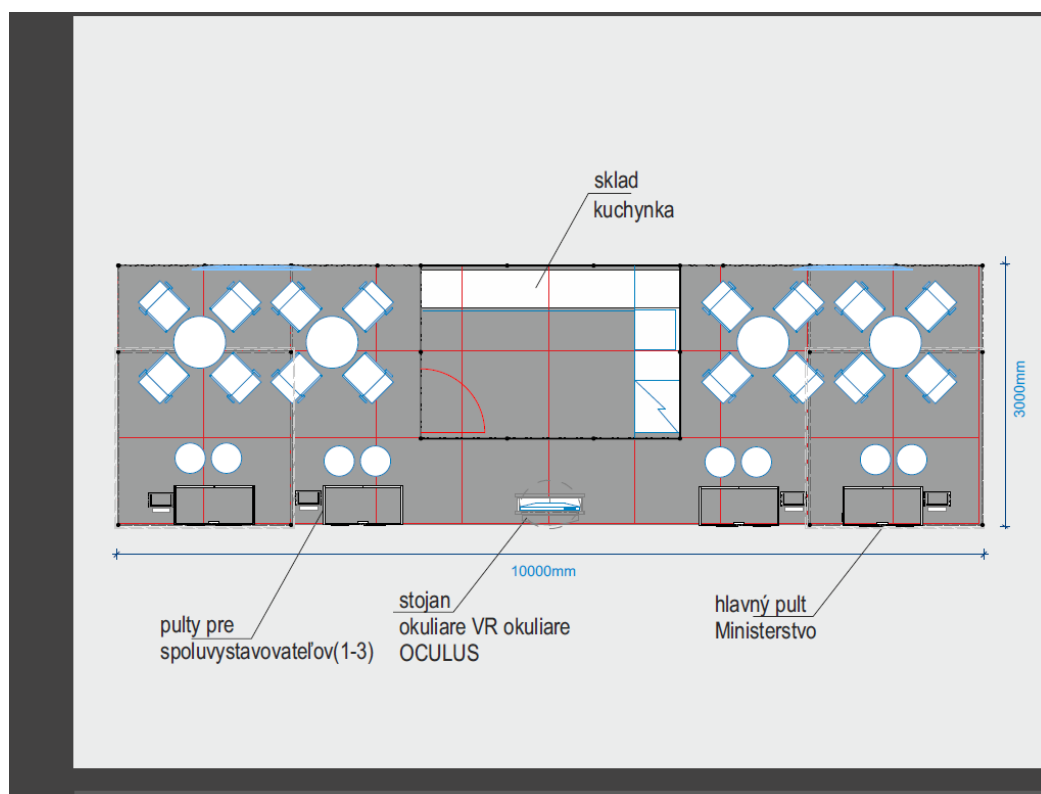 sklad
kuchynka
3000mm
10000mm
pulty pre
spoluvystavovateľov(1-3)
stojan
okuliare VR okuliare
OCULUS
hlavný pult
Ministerstvo